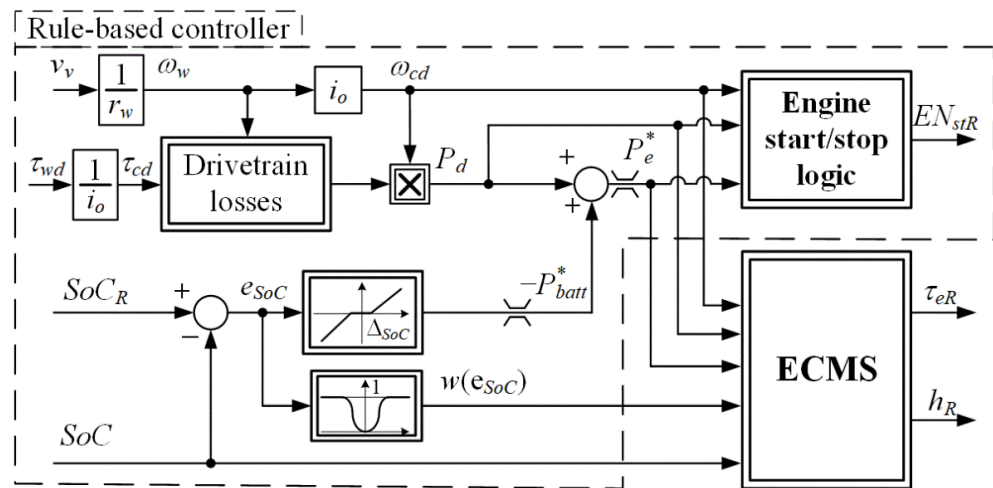 Rule-based controller
v_v
1
r_w
ω_w
i_o
ω_cd
Engine
start/stop
logic
EN_stR
τ_wd
1
i_o
τ_cd
Drivetrain
losses
P_d
+
+
P_e^*
SoC_R
+
−
e_SoC
Δ_SoC
−P_batt^*
ECMS
τ_eR
1
w(e_SoC)
h_R
SoC